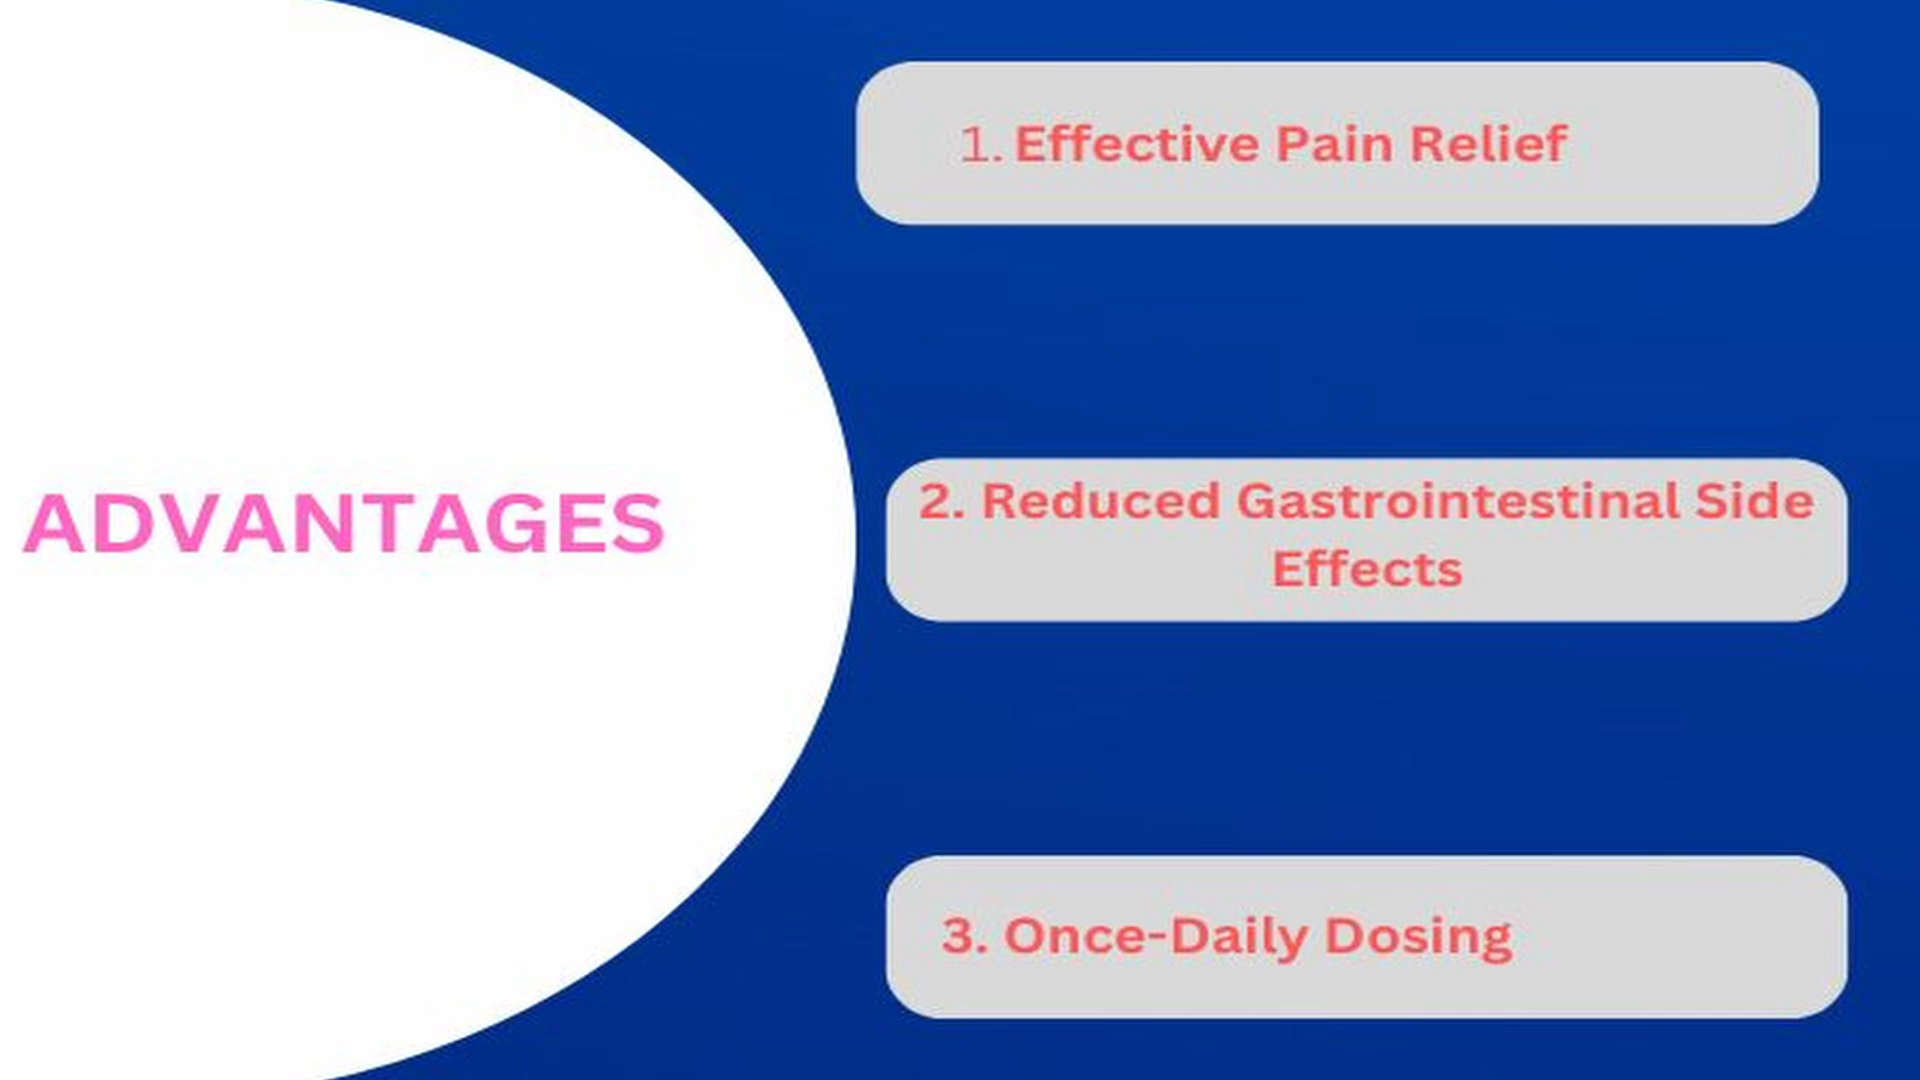 ADVANTAGES
1. Effective Pain Relief
2. Reduced Gastrointestinal Side
Effects
3. Once-Daily Dosing